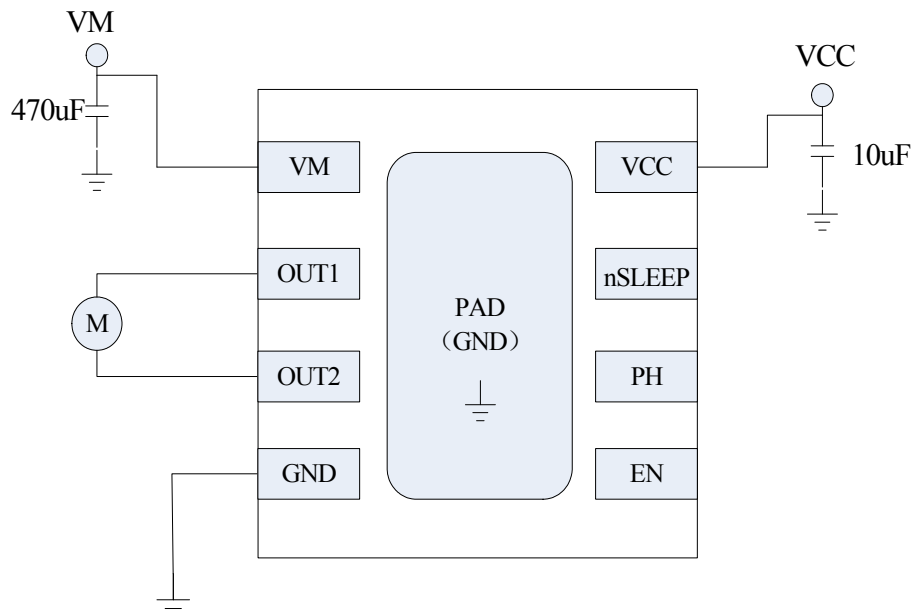 VM
VCC
470uF
10uF
VM
VCC
OUT1
nSLEEP
M
PAD
（GND）
OUT2
PH
GND
EN